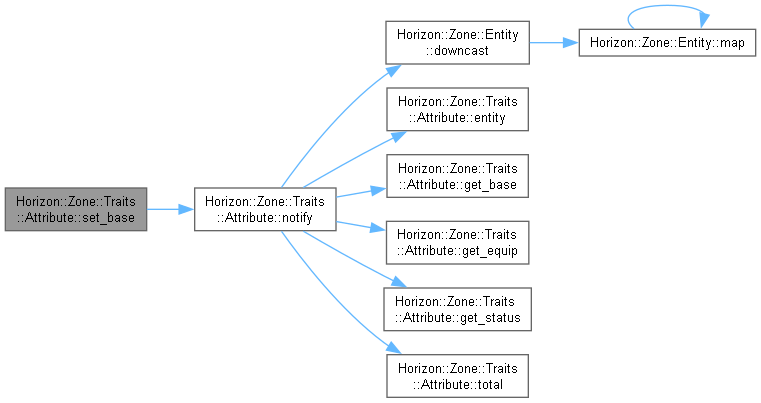 Horizon::Zone::Traits
::Attribute::set_base
Horizon::Zone::Traits
::Attribute::notify
Horizon::Zone::Entity
::downcast
Horizon::Zone::Entity::map
Horizon::Zone::Traits
::Attribute::entity
Horizon::Zone::Traits
::Attribute::get_base
Horizon::Zone::Traits
::Attribute::get_equip
Horizon::Zone::Traits
::Attribute::get_status
Horizon::Zone::Traits
::Attribute::total